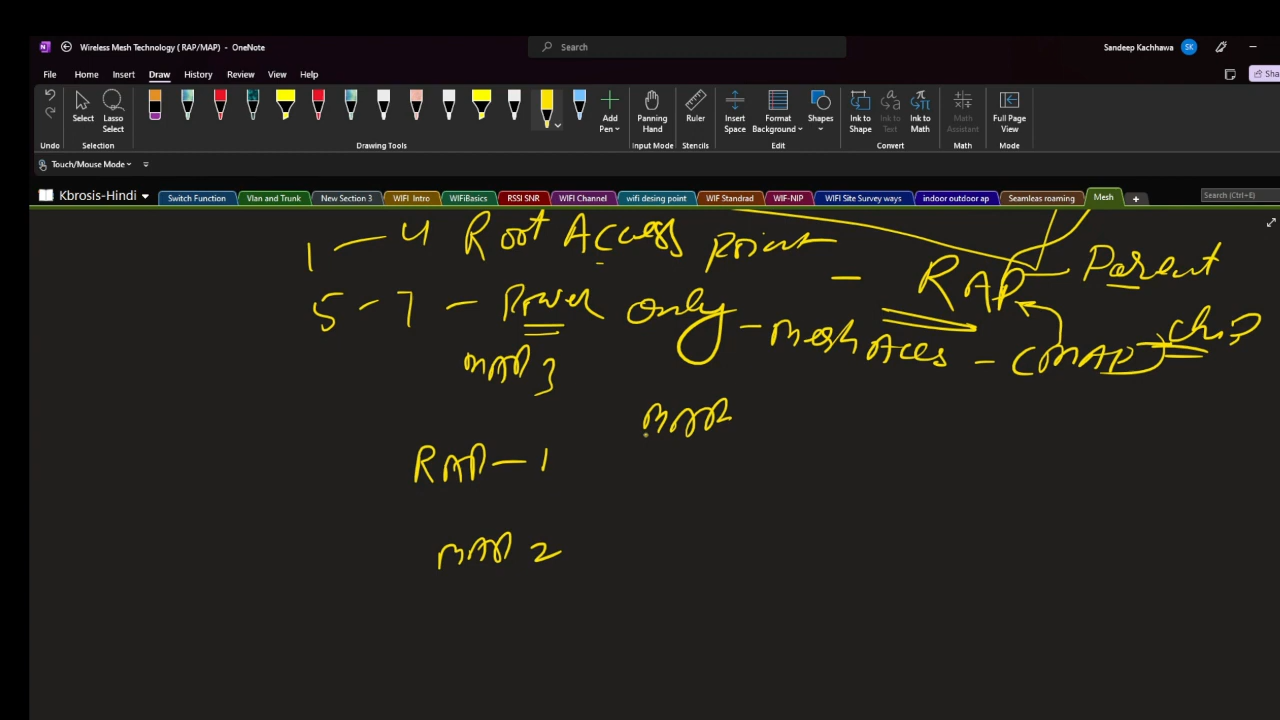 Wireless Mesh Technology ( RAP/MAP) - OneNote
Search
Sandeep Kachhawa SK
File Home Insert Draw History Review View Help
Sha
Select
Lasso Select
Add Pen
Panning Hand
Ruler
Insert Space
Format Background
Shapes
Ink to Shape
Ink to Text
Ink to Math
Math Assistant
Full Page View
Undo Selection Drawing Tools Input Mode Stencils Edit Convert Math Mode
Touch/Mouse Mode
Kbrosis-Hindi Switch Function Vlan and Trunk New Section 3 WIFI Intro WiFiBasics RSSI SNR WIFI Channel wifi desing point WIF Standrad WIF-NIP WIFI Site Survey ways indoor outdoor ap Seamleas roaming Mesh + Search (Ctrl+E)
1 - 4 Root Access point - RAP - Parent
5 - 7 - Power only - Mesh Aces - (MAP)
MAP 3
MAP
RAP - 1
MAP 2